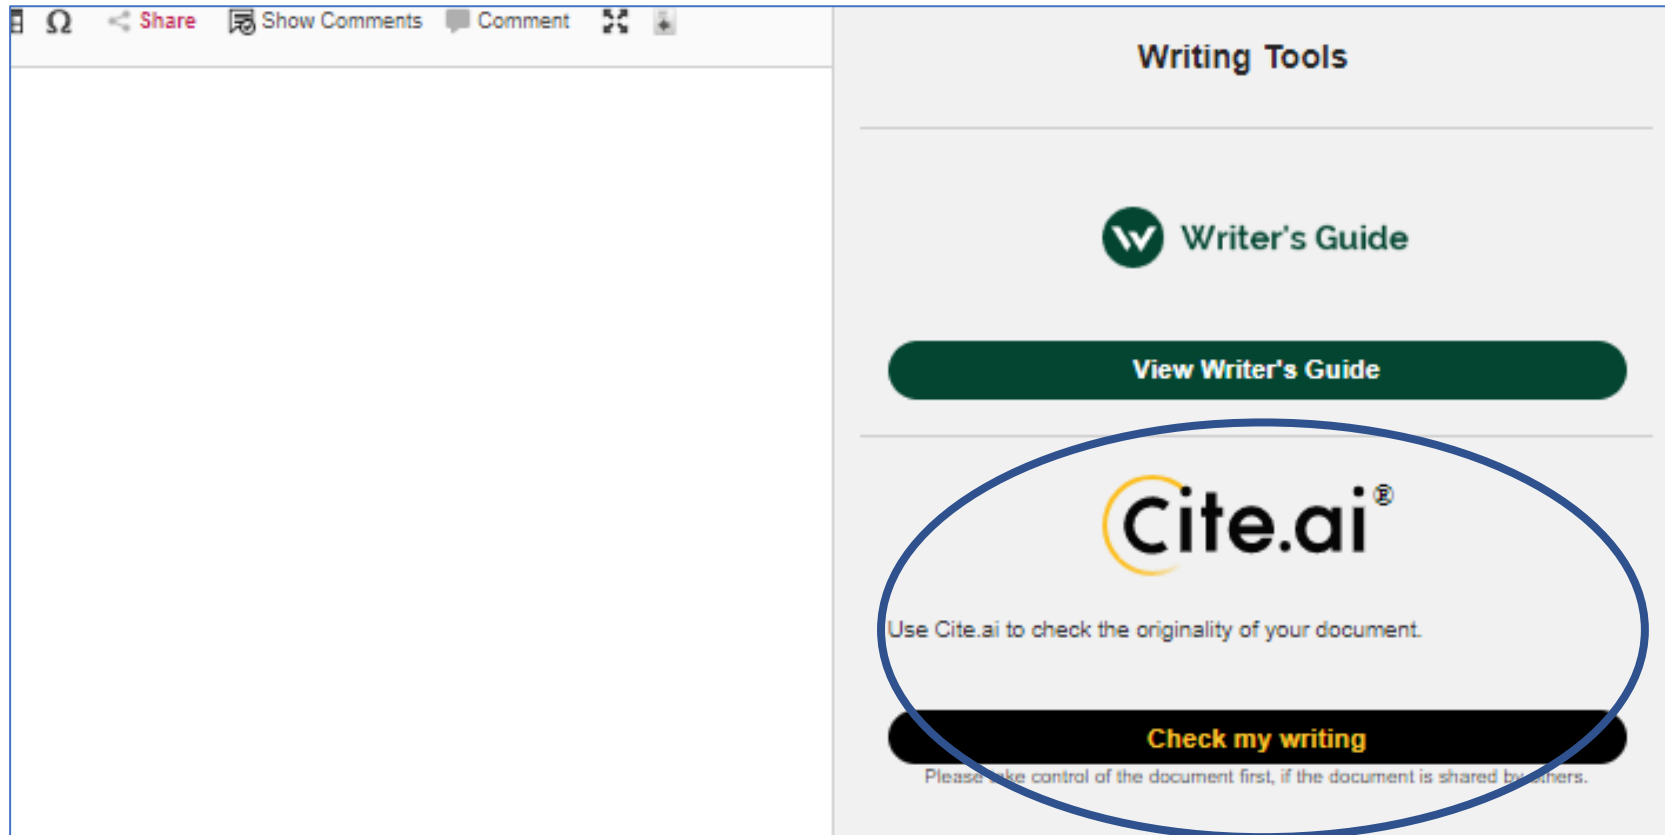 Ω Share Show Comments Comment
Writing Tools
Writer's Guide
View Writer's Guide
Cite.ai®
Use Cite.ai to check the originality of your document.
Check my writing
Please take control of the document first, if the document is shared by others.